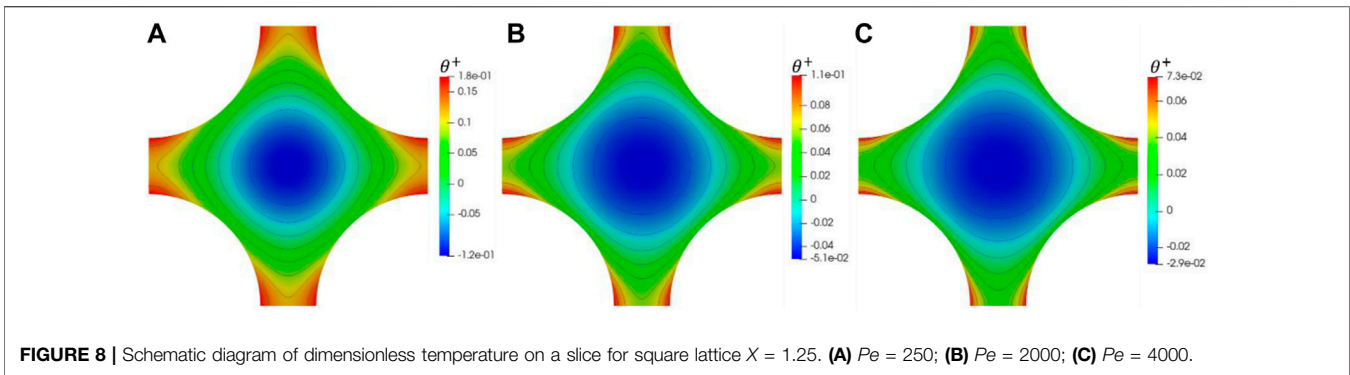 A
θ+
1.8e-01
0.15
0.1
0.05
0
-0.05
-1.2e-01
B
θ+
1.1e-01
0.08
0.06
0.04
0.02
0
-0.02
-0.04
-5.1e-02
C
θ+
7.3e-02
0.06
0.04
0.02
0
-0.02
-2.9e-02
FIGURE 8 | Schematic diagram of dimensionless temperature on a slice for square lattice X = 1.25. (A) Pe = 250; (B) Pe = 2000; (C) Pe = 4000.